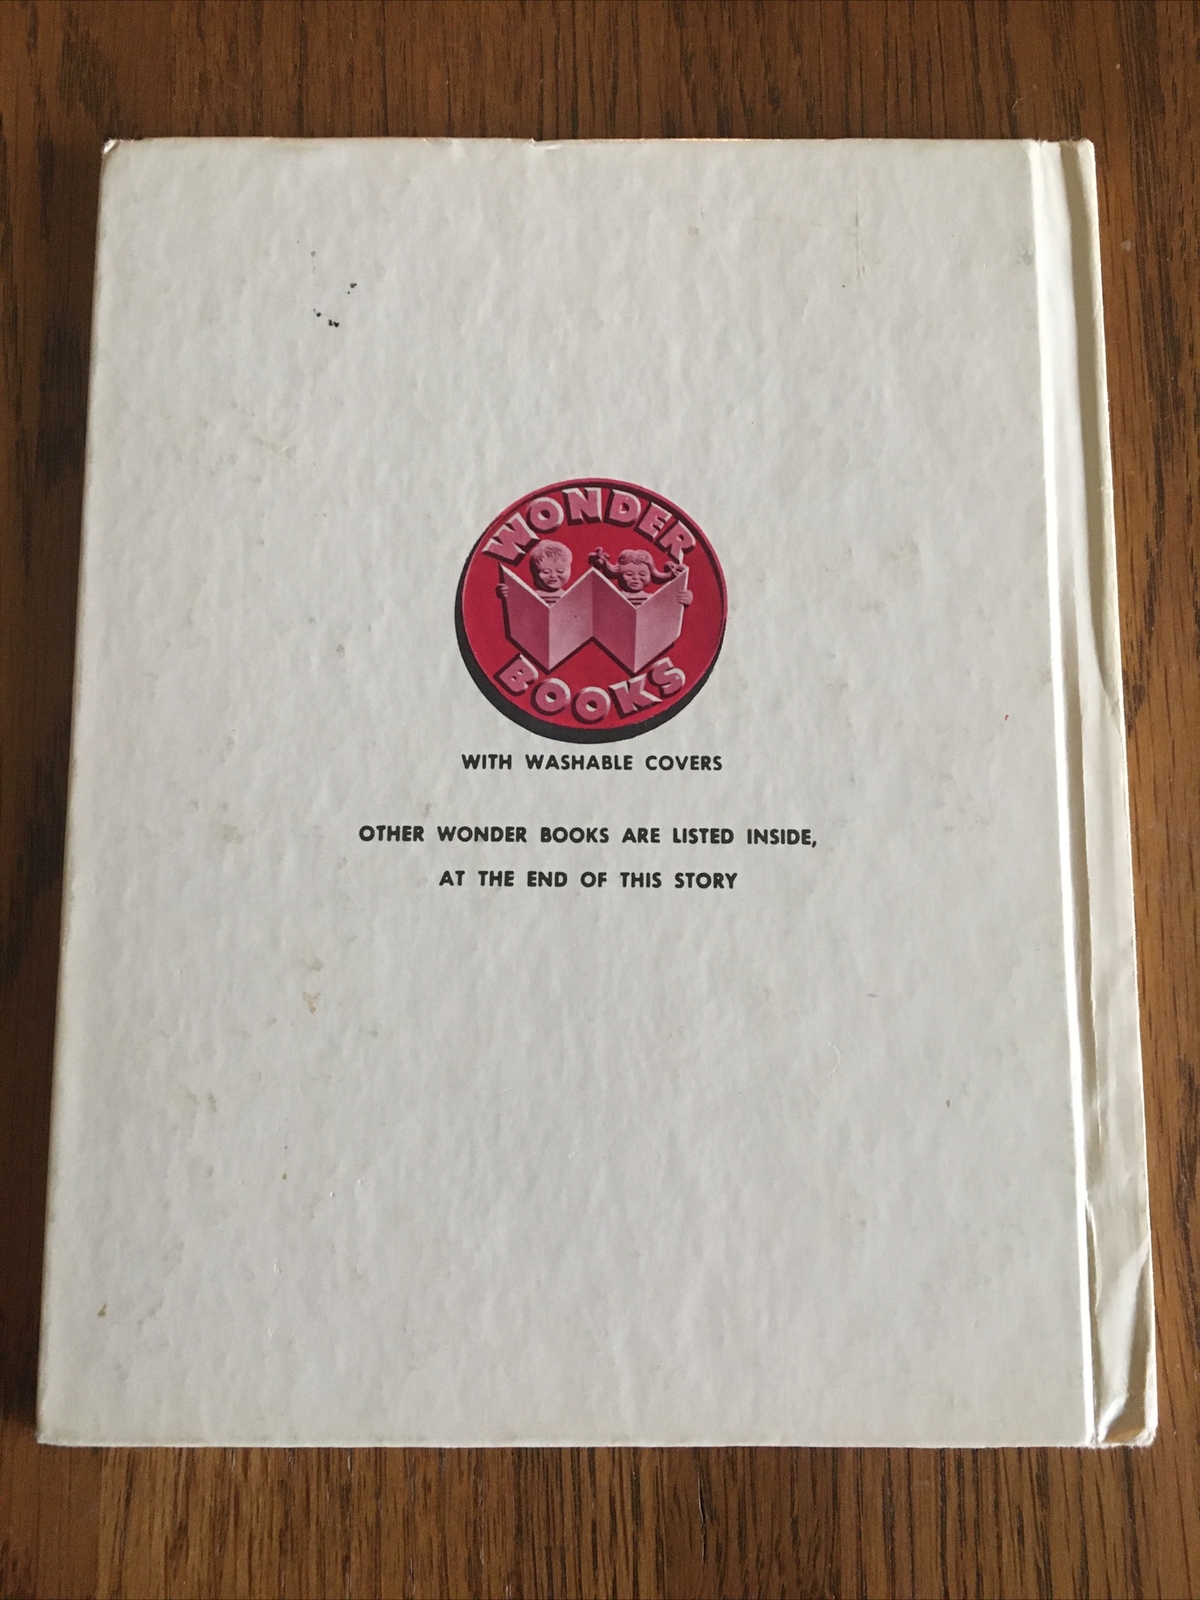 WONDER
BOOKS
WITH WASHABLE COVERS
OTHER WONDER BOOKS ARE LISTED INSIDE,
AT THE END OF THIS STORY